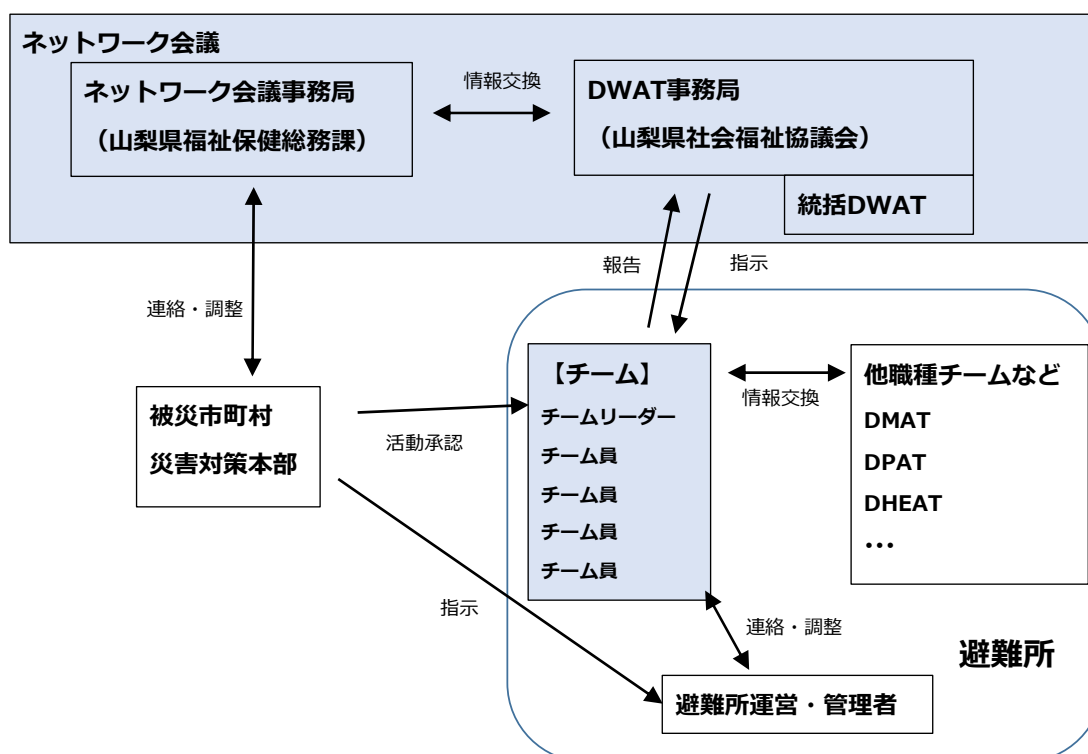 ネットワーク会議
ネットワーク会議事務局
（山梨県福祉保健総務課）
情報交換
DWAT事務局
（山梨県社会福祉協議会）
統括DWAT
報告
指示
連絡・調整
被災市町村
災害対策本部
活動承認
指示
【チーム】
チームリーダー
チーム員
チーム員
チーム員
チーム員
情報交換
他職種チームなど
DMAT
DPAT
DHEAT
…
連絡・調整
避難所
避難所運営・管理者